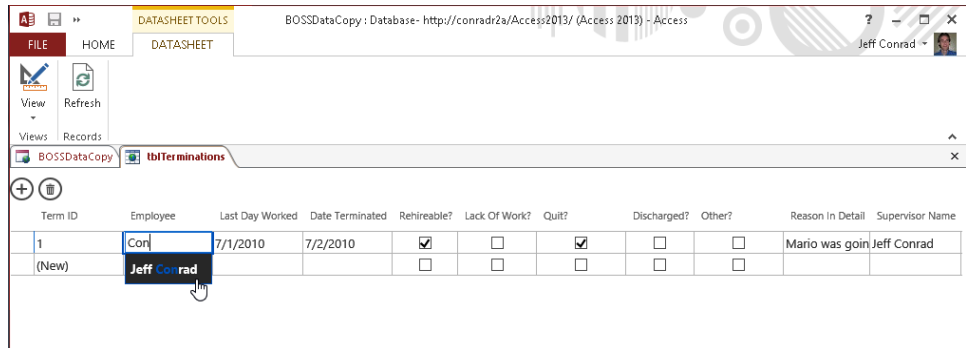 DATASHEET TOOLS BOSSDataCopy : Database- http://conradr2a/Access2013/ (Access 2013) - Access ?
FILE HOME DATASHEET Jeff Conrad
View Refresh
Views Records
BOSSDataCopy tblTerminations
Term ID Employee Last Day Worked Date Terminated Rehireable? Lack Of Work? Quit? Discharged? Other? Reason In Detail Supervisor Name
1 Con 7/1/2010 7/2/2010 Mario was goin Jeff Conrad
(New) Jeff Conrad